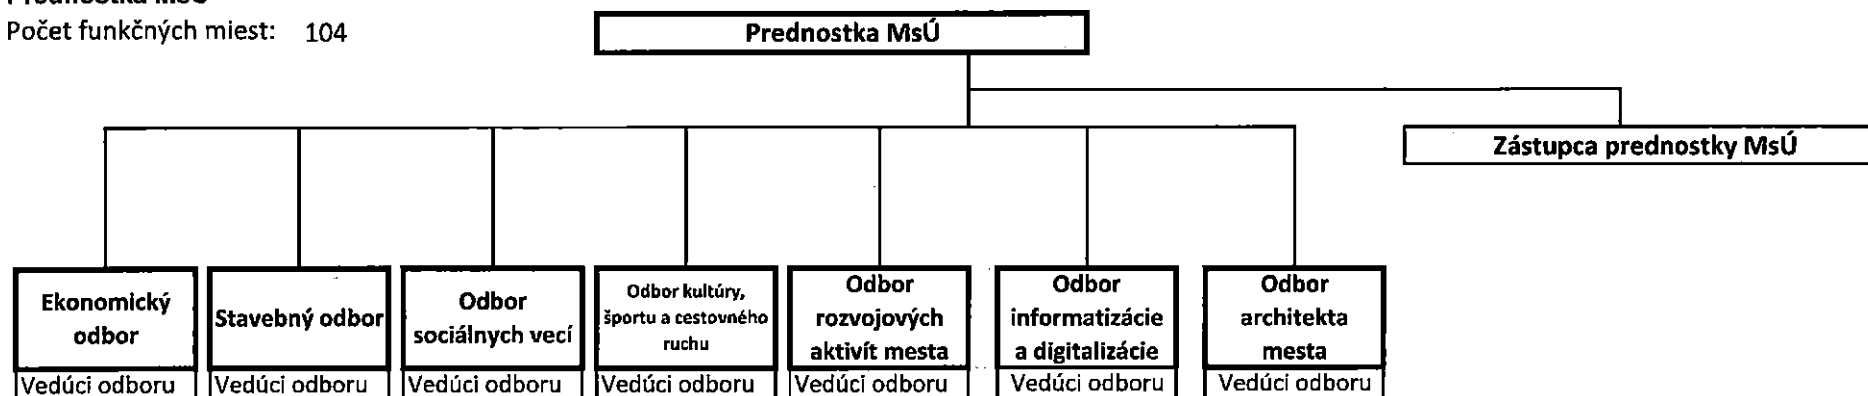 Prednostka MsÚ
Počet funkčných miest: 104
Prednostka MsÚ
Zástupca prednostky MsÚ
Ekonomický
odbor
Vedúci odboru
Stavebný odbor
Vedúci odboru
Odbor
sociálnych vecí
Vedúci odboru
Odbor kultúry,
športu a cestovného
ruchu
Vedúci odboru
Odbor
rozvojových
aktivít mesta
Vedúci odboru
Odbor
informatizácie
a digitalizácie
Vedúci odboru
Odbor
architekta
mesta
Vedúci odboru